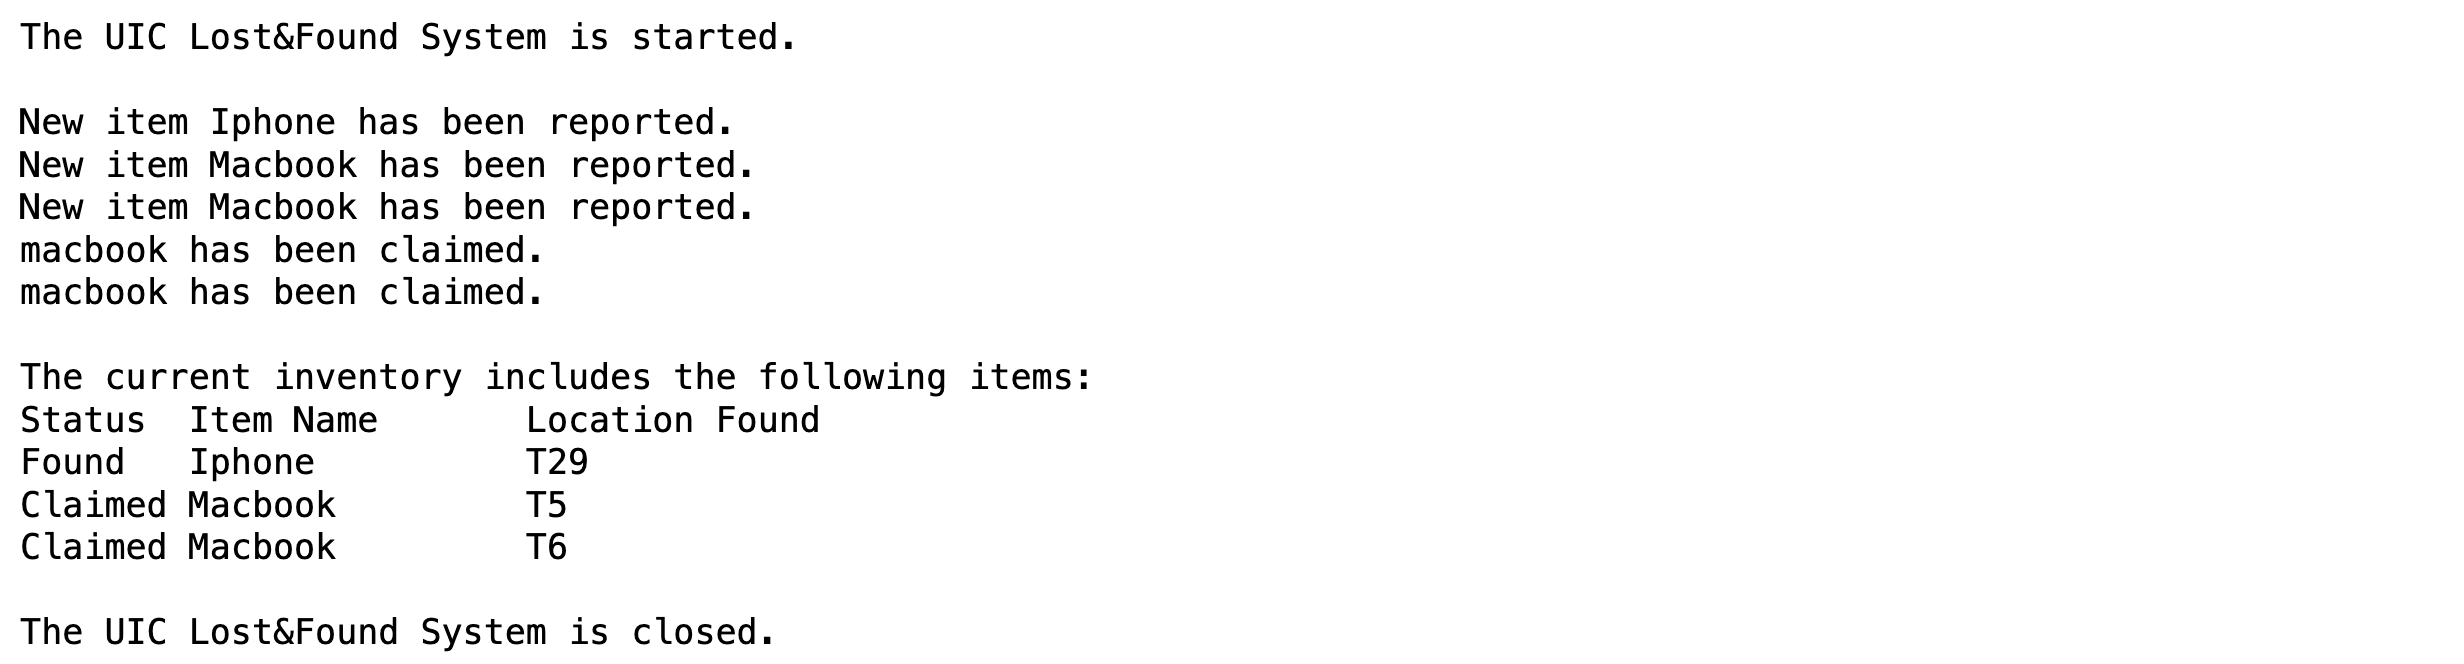 The UIC Lost&Found System is started.

New item Iphone has been reported.
New item Macbook has been reported.
New item Macbook has been reported.
macbook has been claimed.
macbook has been claimed.

The current inventory includes the following items:
Status  Item Name       Location Found
Found   Iphone          T29
Claimed Macbook         T5
Claimed Macbook         T6

The UIC Lost&Found System is closed.